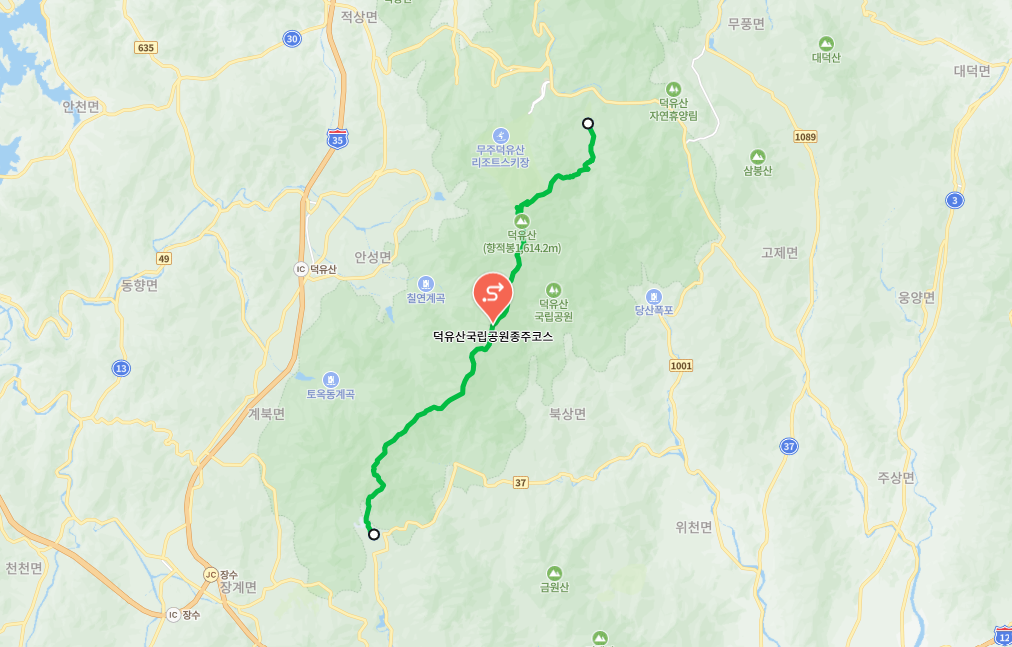 적상면
무풍면
30
635
대덕산
대덕면
안천면
덕유산
자연휴양림
35
1089
무주덕유산
리조트스키장
삼봉산
3
덕유산
(향적봉1,614.2m)
안성면
고제면
49
IC 덕유산
동향면
칠연계곡
덕유산
국립공원
당산폭포
웅양면
덕유산국립공원종주코스
13
1001
토옥동계곡
계북면
북상면
37
주상면
37
위천면
천천면
JC 장수
장계면
금원산
IC 장수
12